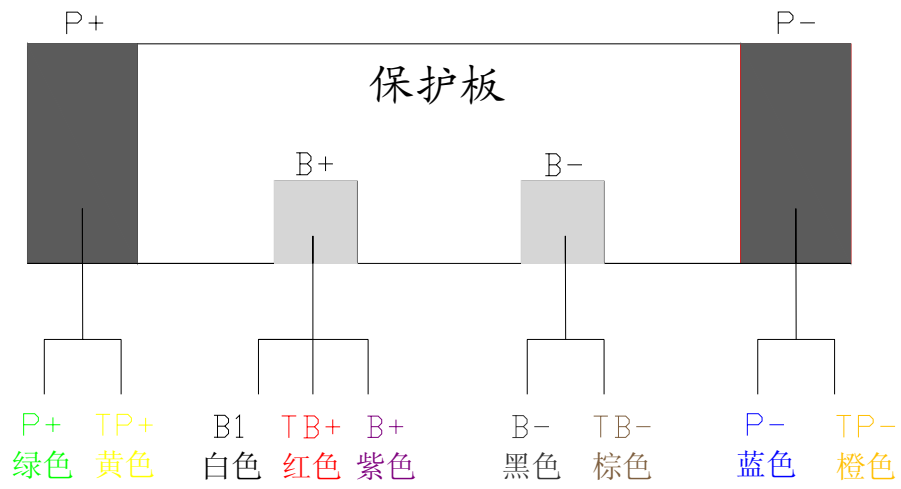 P+ P-
保护板
B+ B-
P+ TP+ B1 TB+ B+ B- TB- P- TP-
绿色 黄色 白色 红色 紫色 黑色 棕色 蓝色 橙色